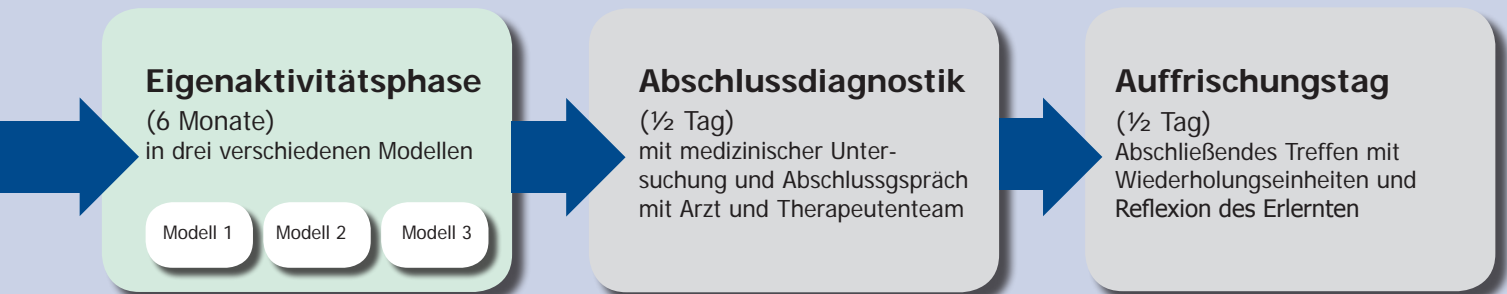 Eigenaktivitätsphase
(6 Monate)
in drei verschiedenen Modellen
Modell 1
Modell 2
Modell 3
Abschlussdiagnostik
(½ Tag)
mit medizinischer Unter-
suchung und Abschlussgspräch
mit Arzt und Therapeutenteam
Auffrischungstag
(½ Tag)
Abschließendes Treffen mit
Wiederholungseinheiten und
Reflexion des Erlernten